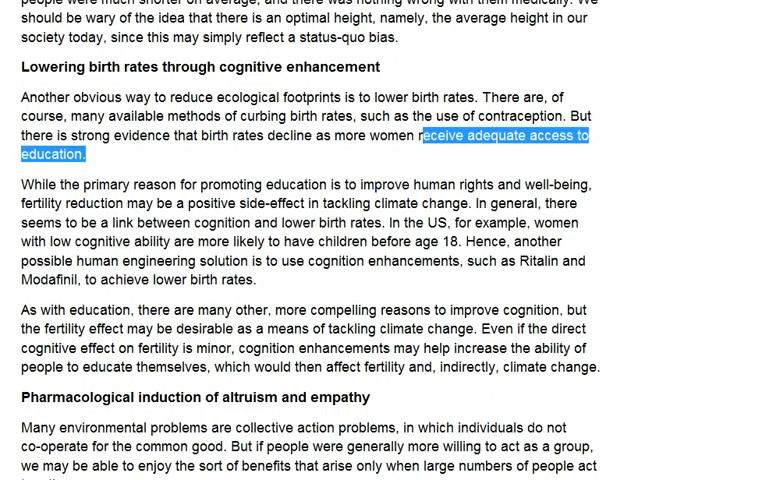 people were much shorter on average, and there was nothing wrong with them medically. We
should be wary of the idea that there is an optimal height, namely, the average height in our
society today, since this may simply reflect a status-quo bias.
Lowering birth rates through cognitive enhancement
Another obvious way to reduce ecological footprints is to lower birth rates. There are, of
course, many available methods of curbing birth rates, such as the use of contraception. But
there is strong evidence that birth rates decline as more women receive adequate access to
education.
While the primary reason for promoting education is to improve human rights and well-being,
fertility reduction may be a positive side-effect in tackling climate change. In general, there
seems to be a link between cognition and lower birth rates. In the US, for example, women
with low cognitive ability are more likely to have children before age 18. Hence, another
possible human engineering solution is to use cognition enhancements, such as Ritalin and
Modafinil, to achieve lower birth rates.
As with education, there are many other, more compelling reasons to improve cognition, but
the fertility effect may be desirable as a means of tackling climate change. Even if the direct
cognitive effect on fertility is minor, cognition enhancements may help increase the ability of
people to educate themselves, which would then affect fertility and, indirectly, climate change.
Pharmacological induction of altruism and empathy
Many environmental problems are collective action problems, in which individuals do not
co-operate for the common good. But if people were generally more willing to act as a group,
we may be able to enjoy the sort of benefits that arise only when large numbers of people act